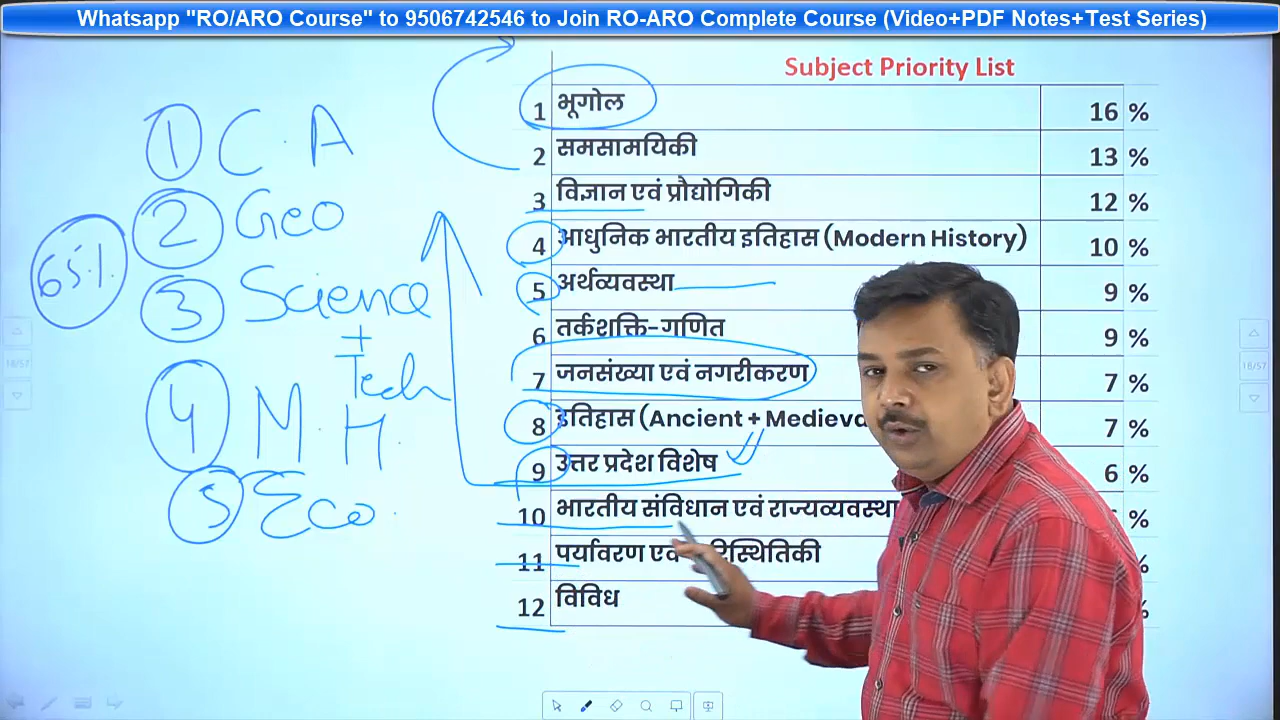 Whatsapp "RO/ARO Course" to 9506742546 to Join RO-ARO Complete Course (Video+PDF Notes+Test Series)
Subject Priority List
1 भूगोल 16 %
2 समसामयिकी 13 %
3 विज्ञान एवं प्रौद्योगिकी 12 %
4 आधुनिक भारतीय इतिहास (Modern History) 10 %
5 अर्थव्यवस्था 9 %
6 तर्कशक्ति-गणित 9 %
7 जनसंख्या एवं नगरीकरण 7 %
8 इतिहास (Ancient + 7 %
9 उत्तर प्रदेश विशेष 6 %
10 भारतीय संविधान एवं राज्यव्यवस्था %
11 पर्यावरण %
12 विविध %
65%
1 C.A
2 Geo
3 Science
+
Tech
4 M.H.
5 Eco.
18/57
18/57